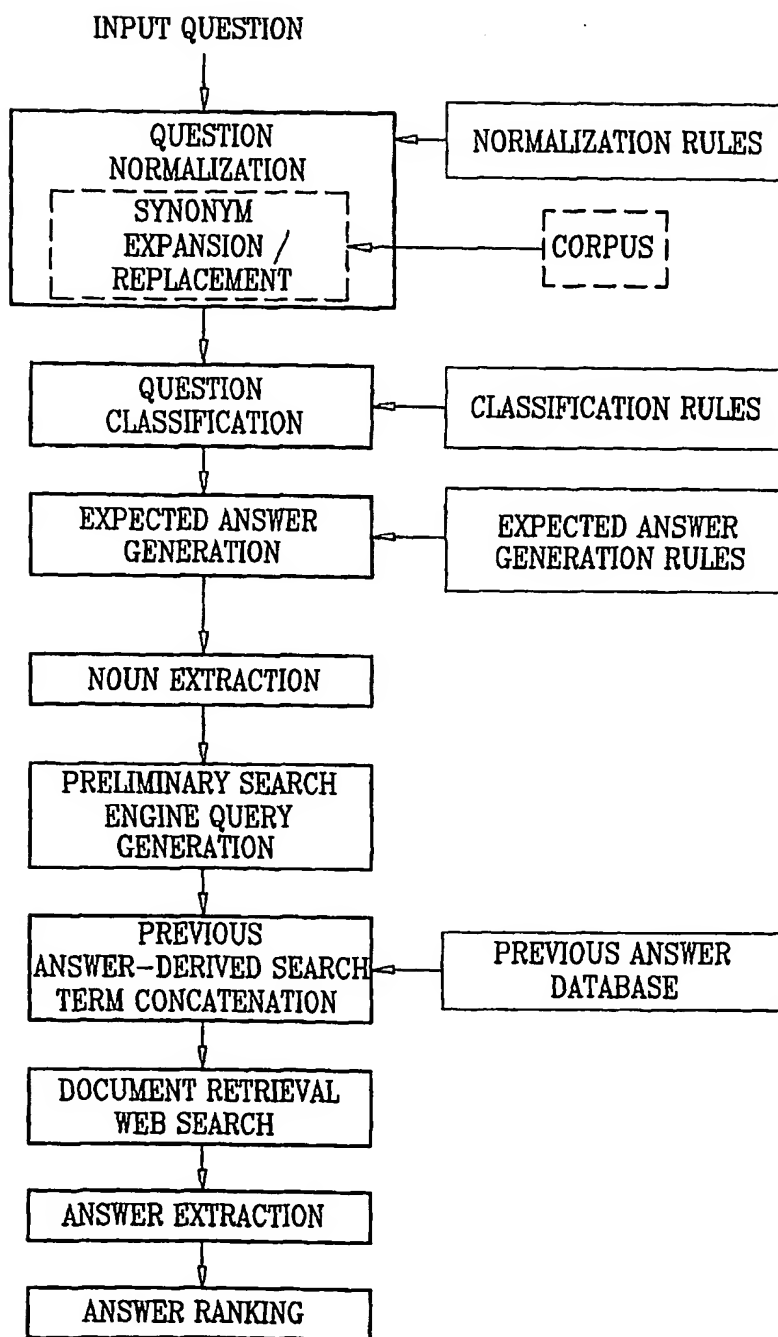 INPUT QUESTION
QUESTION
NORMALIZATION
NORMALIZATION RULES
SYNONYM
EXPANSION /
REPLACEMENT
CORPUS
QUESTION
CLASSIFICATION
CLASSIFICATION RULES
EXPECTED ANSWER
GENERATION
EXPECTED ANSWER
GENERATION RULES
NOUN EXTRACTION
PRELIMINARY SEARCH
ENGINE QUERY
GENERATION
PREVIOUS
ANSWER-DERIVED SEARCH
TERM CONCATENATION
PREVIOUS ANSWER
DATABASE
DOCUMENT RETRIEVAL
WEB SEARCH
ANSWER EXTRACTION
ANSWER RANKING